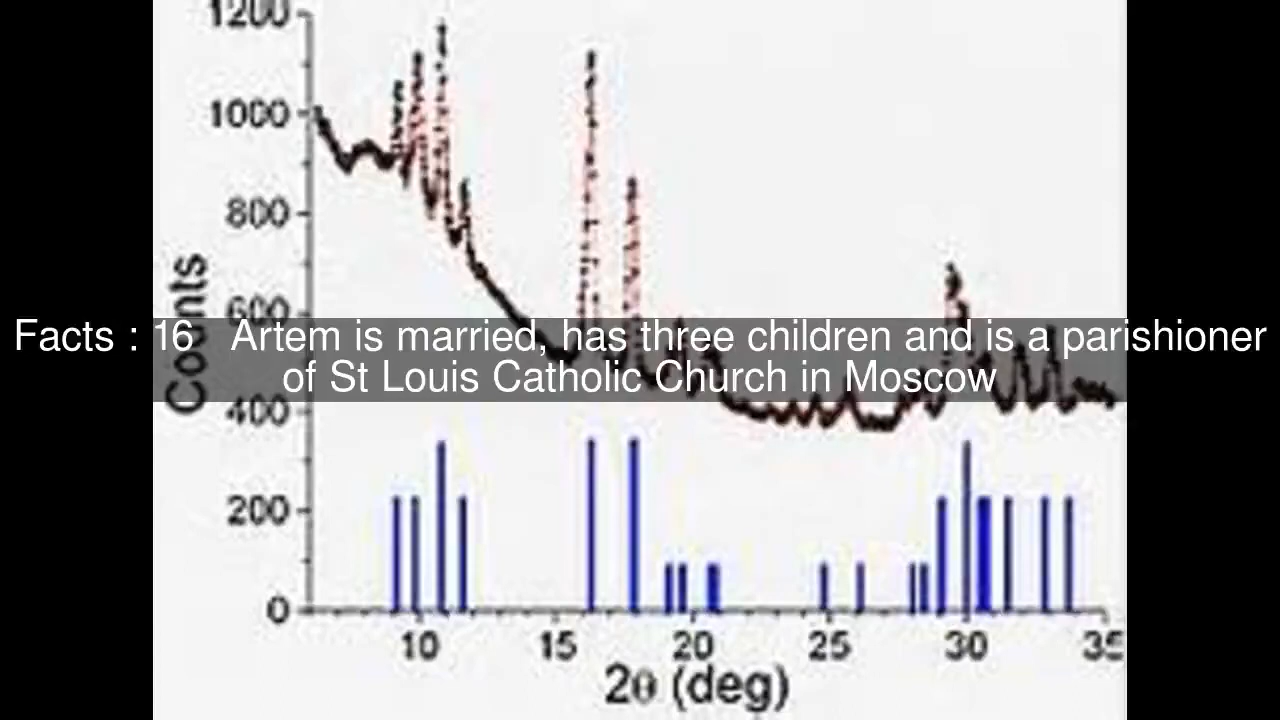 1200
1000
800
600
400
200
0
Counts
Facts : 16   Artem is married, has three children and is a parishioner
of St Louis Catholic Church in Moscow
10 15 20 25 30 35
2θ (deg)